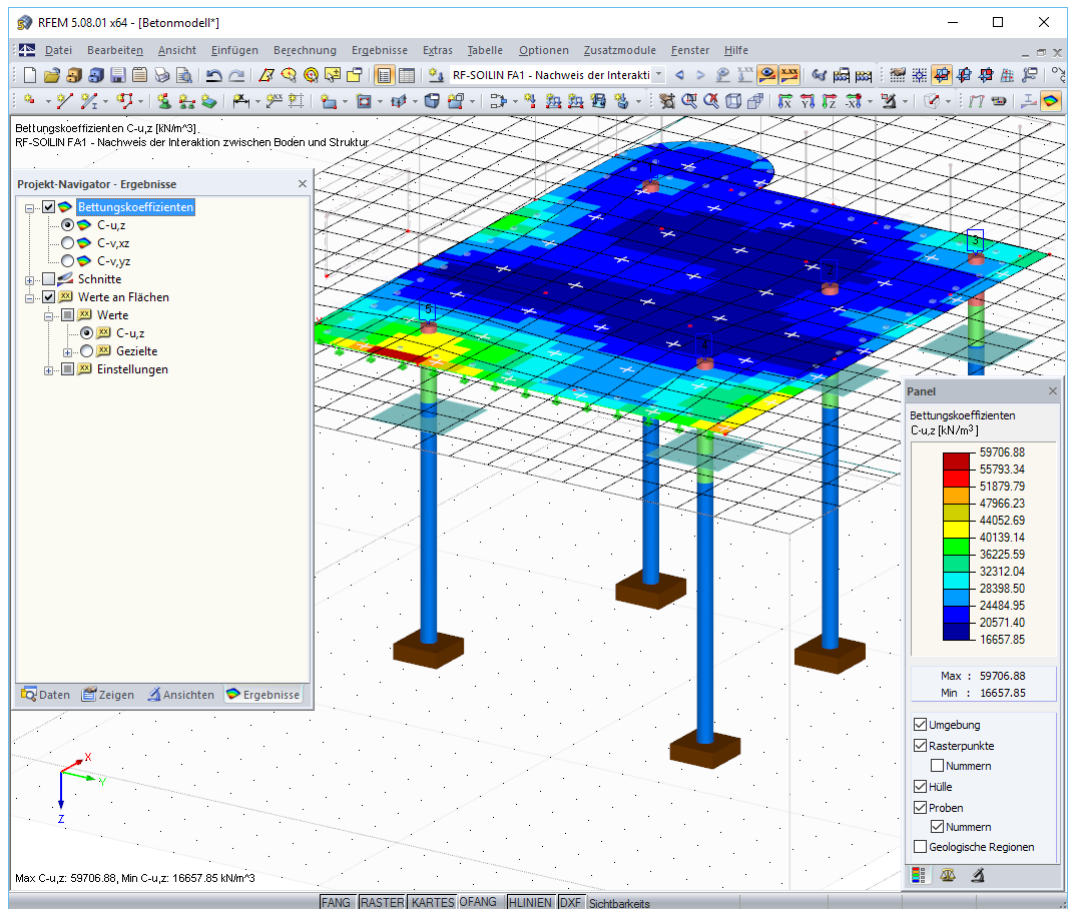 RFEM 5.08.01 x64 - [Betonmodell*]
Datei Bearbeiten Ansicht Einfügen Berechnung Ergebnisse Extras Tabelle Optionen Zusatzmodule Fenster Hilfe
RF-SOILIN FA1 - Nachweis der Interakti
Bettungskoeffizienten C-u,z [kN/m^3]
RF-SOILIN FA1 - Nachweis der Interaktion zwischen Boden und Struktur
Projekt-Navigator - Ergebnisse
Bettungskoeffizienten
C-u,z
C-v,xz
C-v,yz
Schnitte
Werte an Flächen
Werte
C-u,z
Gezielte
Einstellungen
Daten Zeigen Ansichten Ergebnisse
3
5
Panel
Bettungskoeffizienten
C-u,z [kN/m³]
59706.88
55793.34
51879.79
47966.23
44052.69
40139.14
36225.59
32312.04
28398.50
24484.95
20571.40
16657.85
Max : 59706.88
Min : 16657.85
Umgebung
Rasterpunkte
Nummern
Hülle
Proben
Nummern
Geologische Regionen
X
Y
Z
Max C-u,z: 59706.88, Min C-u,z: 16657.85 kN/m^3
FANG RASTER KARTES OFANG HLINIEN DXF Sichtbarkeits